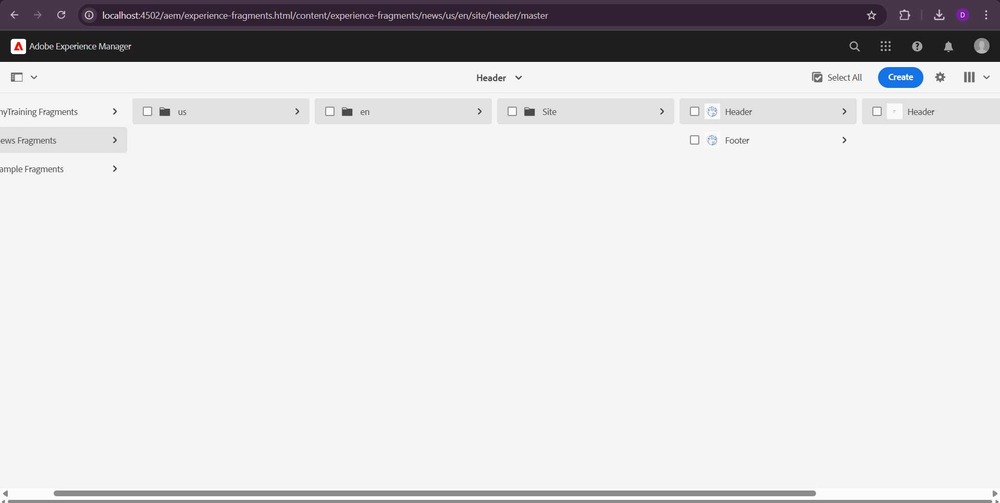 localhost:4502/aem/experience-fragments.html/content/experience-fragments/news/us/en/site/header/master
D
Adobe Experience Manager
Header
Select All
Create
yTraining Fragments
us
en
Site
Header
Header
ews Fragments
Footer
ample Fragments